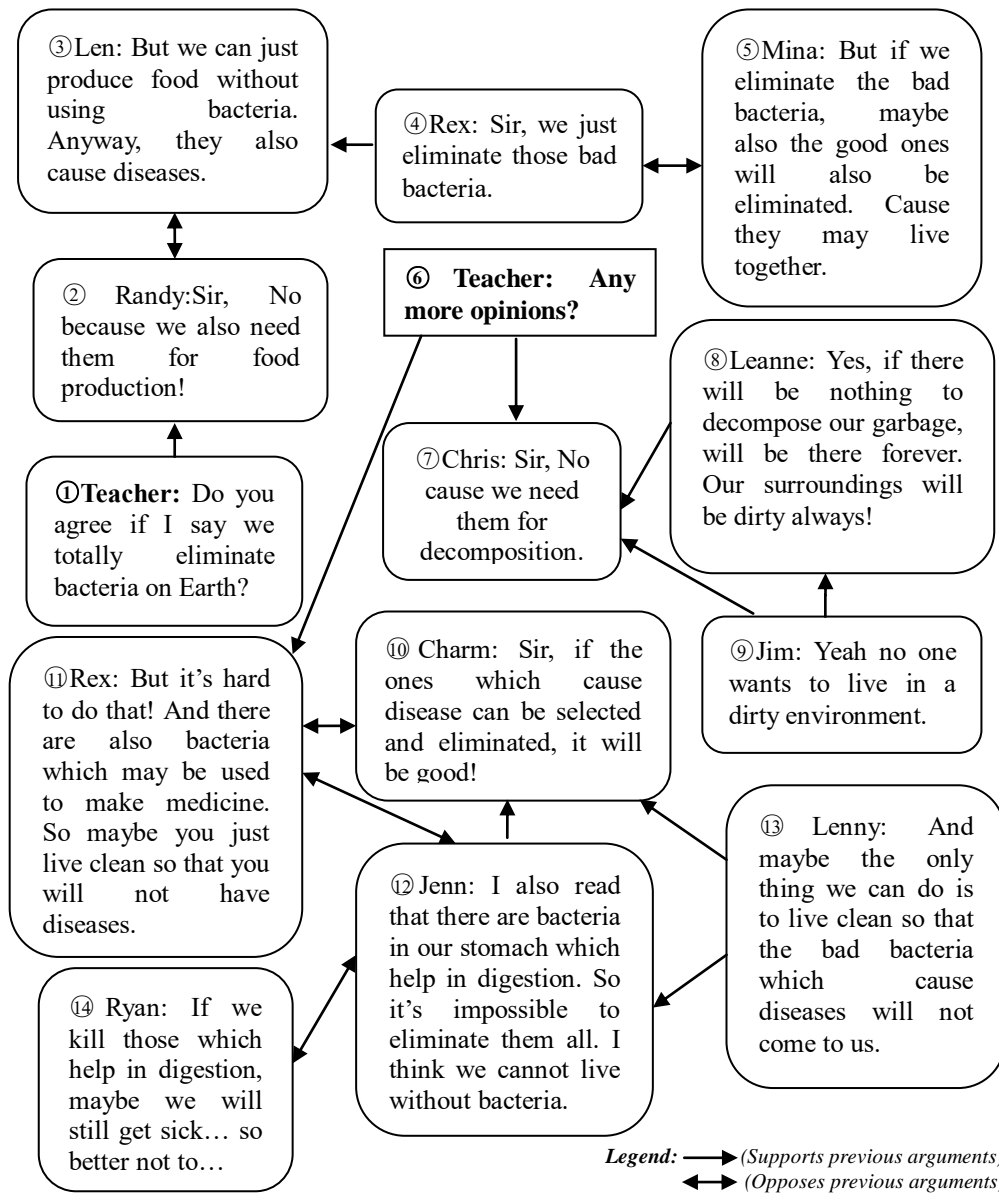 ③Len: But we can just
produce food without
using bacteria.
Anyway, they also
cause diseases.
④Rex: Sir, we just
eliminate those bad
bacteria.
⑤Mina: But if we
eliminate the bad
bacteria, maybe
also the good ones
will also be
eliminated. Cause
they may live
together.
② Randy:Sir, No
because we also need
them for food
production!
⑥ Teacher: Any
more opinions?
⑧Leanne: Yes, if there
will be nothing to
decompose our garbage,
will be there forever.
Our surroundings will
be dirty always!
⑦Chris: Sir, No
cause we need
them for
decomposition.
①Teacher: Do you
agree if I say we
totally eliminate
bacteria on Earth?
⑨Jim: Yeah no one
wants to live in a
dirty environment.
⑩ Charm: Sir, if the
ones which cause
disease can be selected
and eliminated, it will
be good!
⑪Rex: But it's hard
to do that! And there
are also bacteria
which may be used
to make medicine.
So maybe you just
live clean so that you
will not have
diseases.
⑬ Lenny: And
maybe the only
thing we can do is
to live clean so that
the bad bacteria
which cause
diseases will not
come to us.
⑫Jenn: I also read
that there are bacteria
in our stomach which
help in digestion. So
it's impossible to
eliminate them all. I
think we cannot live
without bacteria.
⑭ Ryan: If we
kill those which
help in digestion,
maybe we will
still get sick… so
better not to…
Legend: (Supports previous arguments)
(Opposes previous arguments)